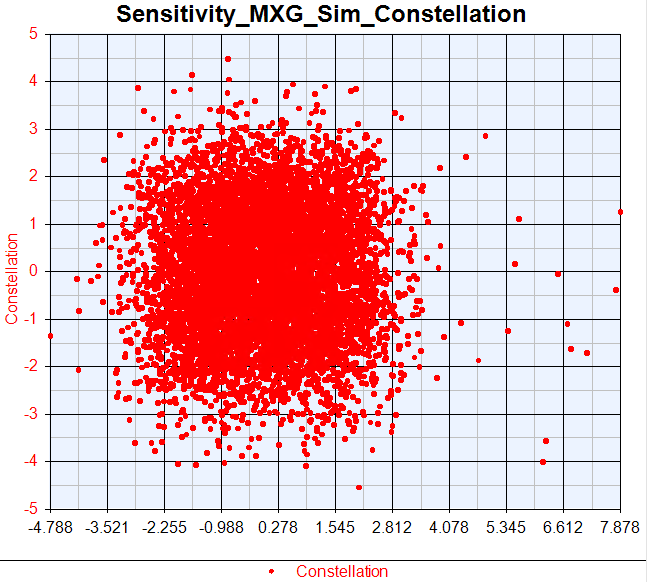 Sensitivity_MXG_Sim_Constellation
5
4
3
2
1
0
-1
-2
-3
-4
-5
Constellation
-4.788 -3.521 -2.255 -0.988 0.278 1.545 2.812 4.078 5.345 6.612 7.878
Constellation